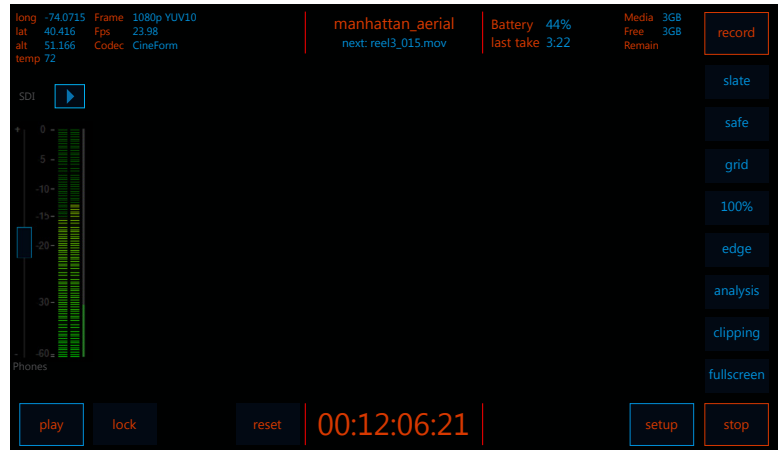 long -74.0715 Frame 1080p YUV10
lat 40.416 Fps 23.98
alt 51.166 Codec CineForm
temp 72
manhattan_aerial
next: reel3_015.mov
Battery 44%
last take 3:22
Media 3GB
Free 3GB
Remain
record
slate
safe
grid
100%
edge
analysis
clipping
fullscreen
SDI
+ 0 -
5 -
-10-
-15-
-20-
30-
- -60-
Phones
play
lock
reset
00:12:06:21
setup
stop